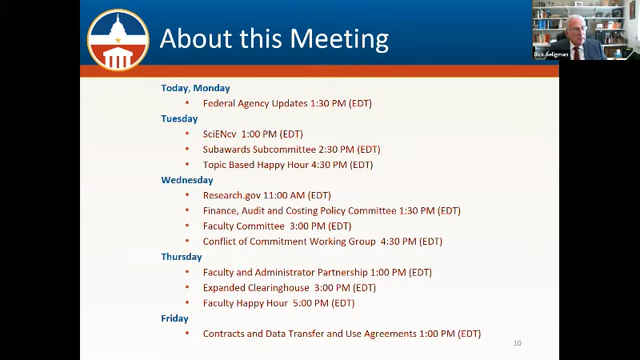 About this Meeting
Dick Seligman
Today, Monday
• Federal Agency Updates 1:30 PM (EDT)
Tuesday
• SciENcv 1:00 PM (EDT)
• Subawards Subcommittee 2:30 PM (EDT)
• Topic Based Happy Hour 4:30 PM (EDT)
Wednesday
• Research.gov 11:00 AM (EDT)
• Finance, Audit and Costing Policy Committee 1:30 PM (EDT)
• Faculty Committee 3:00 PM (EDT)
• Conflict of Commitment Working Group 4:30 PM (EDT)
Thursday
• Faculty and Administrator Partnership 1:00 PM (EDT)
• Expanded Clearinghouse 3:00 PM (EDT)
• Faculty Happy Hour 5:00 PM (EDT)
Friday
• Contracts and Data Transfer and Use Agreements 1:00 PM (EDT)
10